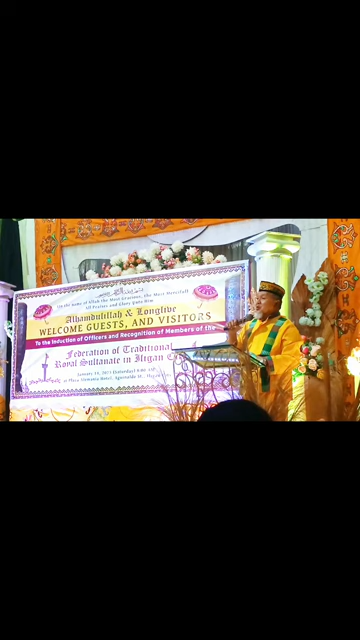 In the name of Allah the Most Gracious, the Most Merciful
All Praises and Glory Unto Him
Alhamdulillah & Longlive
WELCOME GUESTS, AND VISITORS
To the Induction of Officers and Recognition of Members of the
Federation of Traditional
Royal Sultanate in Iligan